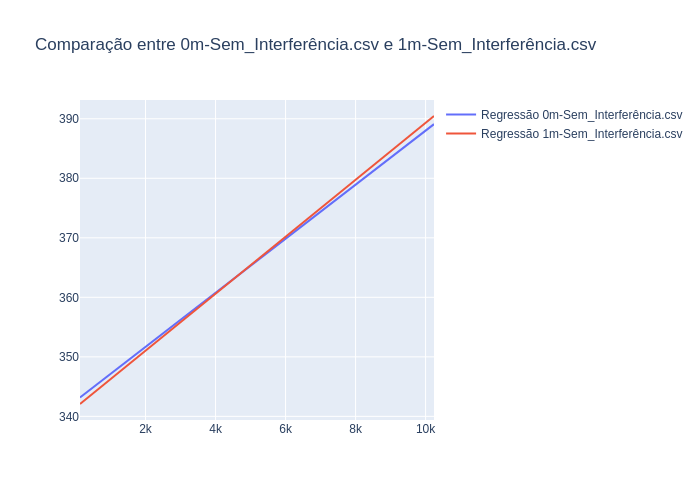 Comparação entre 0m-Sem_Interferência.csv e 1m-Sem_Interferência.csv
Regressão 0m-Sem_Interferência.csv
Regressão 1m-Sem_Interferência.csv
390
380
370
360
350
340
2k
4k
6k
8k
10k